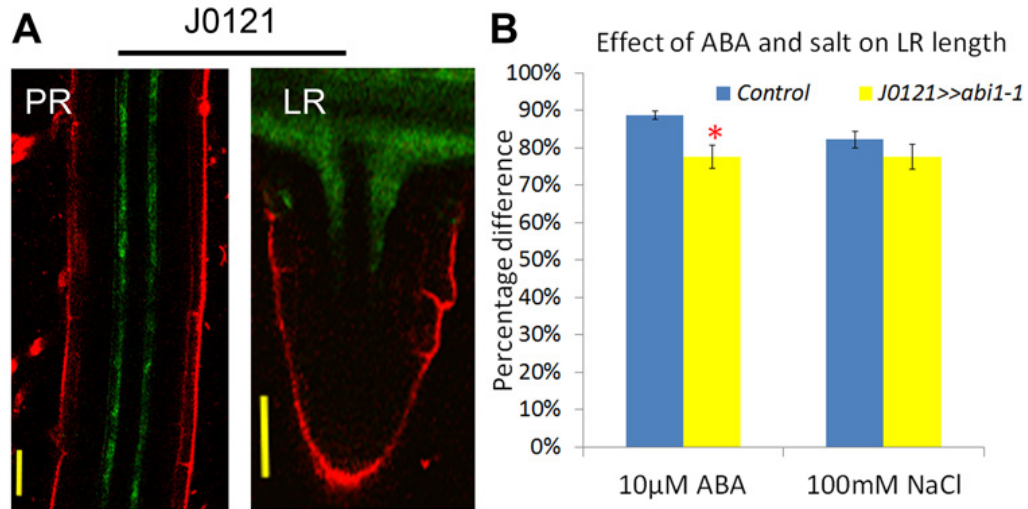 A
J0121
PR
LR
B
Effect of ABA and salt on LR length
Control
J0121>>abi1-1
Percentage difference
100%
90%
80%
70%
60%
50%
40%
30%
20%
10%
0%
*
10µM ABA
100mM NaCl